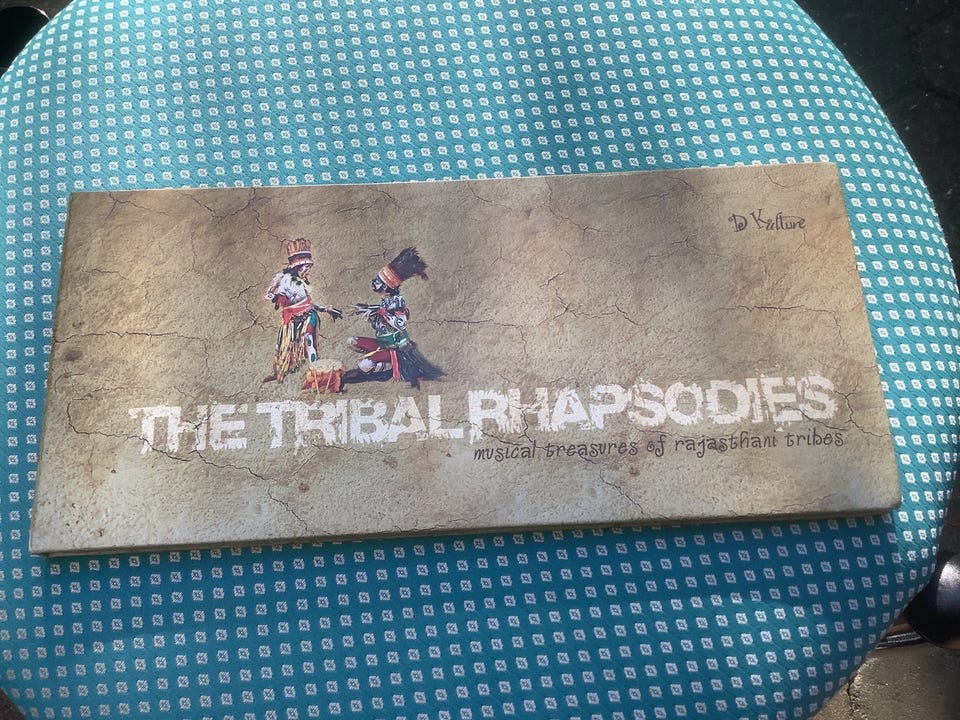 D Kulture
THE TRIBAL RHAPSODIES
musical treasures of rajasthani tribes